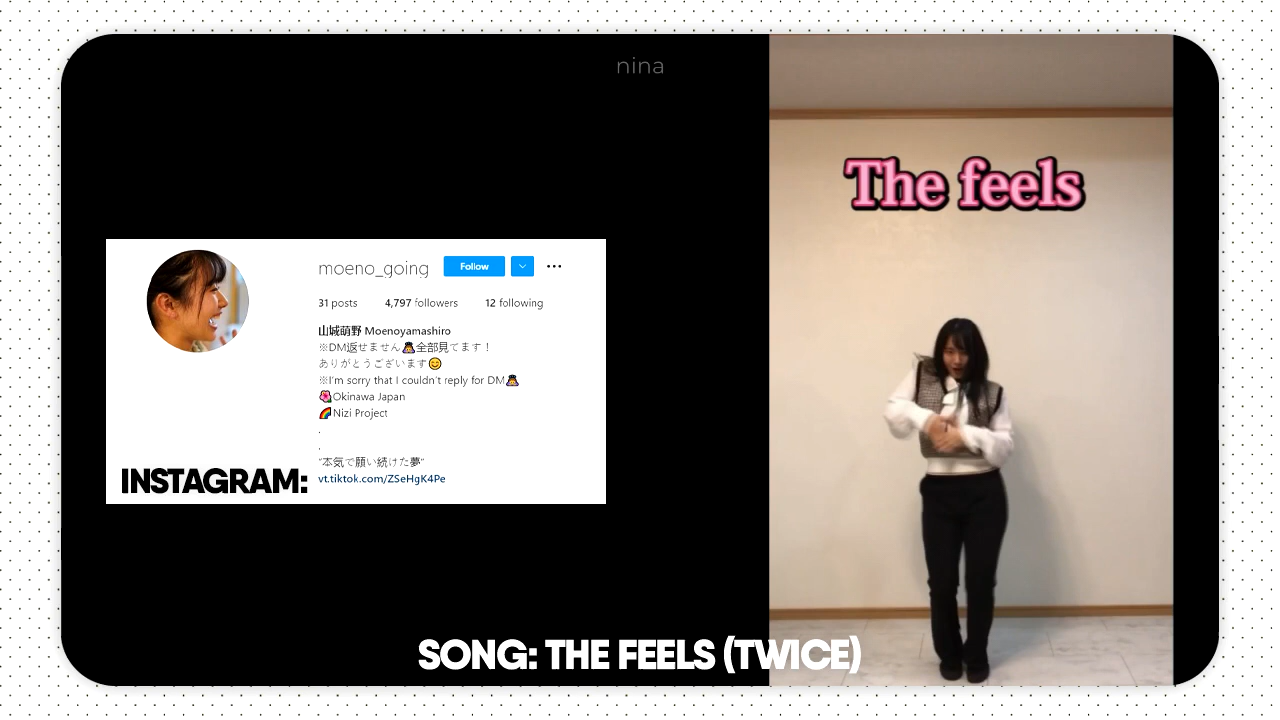 nina
The feels
moeno_going Follow
31 posts 4,797 followers 12 following
山城萌野 Moenoyamashiro
※DM返せません🙇全部見てます！
ありがとうございます😊
※I'm sorry that I couldn't reply for DM🙇
🌺Okinawa Japan
🌈Nizi Project
.
.
"本気で願い続けた夢"
vt.tiktok.com/ZSeHgK4Pe
INSTAGRAM:
SONG: THE FEELS (TWICE)